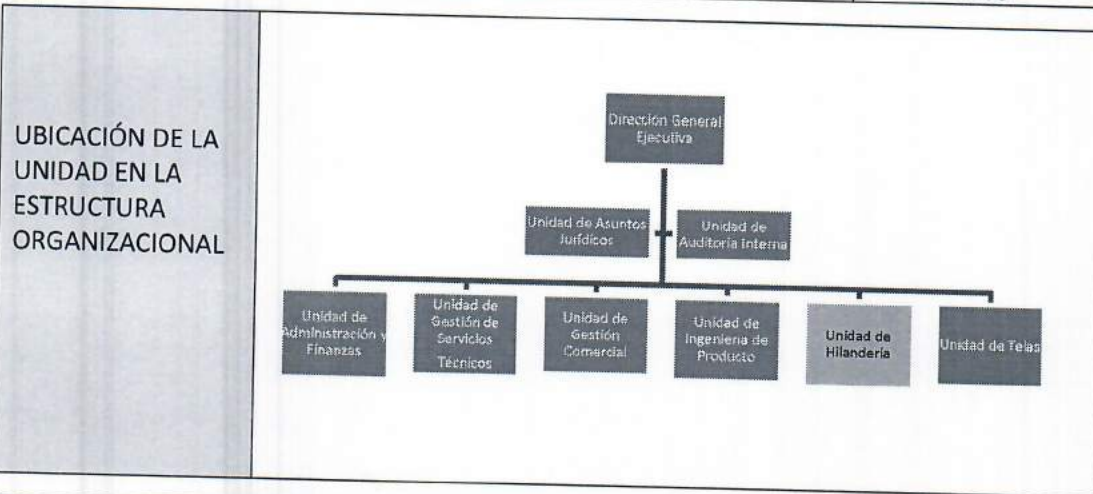 UBICACIÓN DE LA
UNIDAD EN LA
ESTRUCTURA
ORGANIZACIONAL
Dirección General
Ejecutiva
Unidad de Asuntos
Jurídicos
Unidad de
Auditoría Interna
Unidad de
Administración y
Finanzas
Unidad de
Gestión de
Servicios
Técnicos
Unidad de
Gestión
Comercial
Unidad de
Ingeniería de
Producto
Unidad de
Hilandería
Unidad de Telas